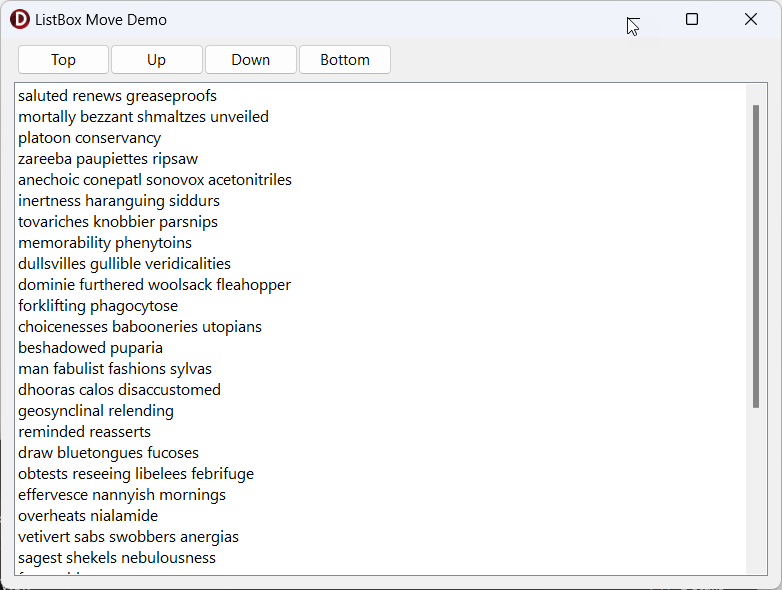 ListBox Move Demo
Top Up Down Bottom
saluted renews greaseproofs
mortally bezzant shmaltzes unveiled
platoon conservancy
zareeba paupiettes ripsaw
anechoic conepatl sonovox acetonitriles
inertness haranguing siddurs
tovariches knobbier parsnips
memorability phenytoins
dullsvilles gullible veridicalities
dominie furthered woolsack fleahopper
forklifting phagocytose
choicenesses babooneries utopians
beshadowed puparia
man fabulist fashions sylvas
dhooras calos disaccustomed
geosynclinal relending
reminded reasserts
draw bluetongues fucoses
obtests reseeing libelees febrifuge
effervesce nannyish mornings
overheats nialamide
vetivert sabs swobbers anergias
sagest shekels nebulousness